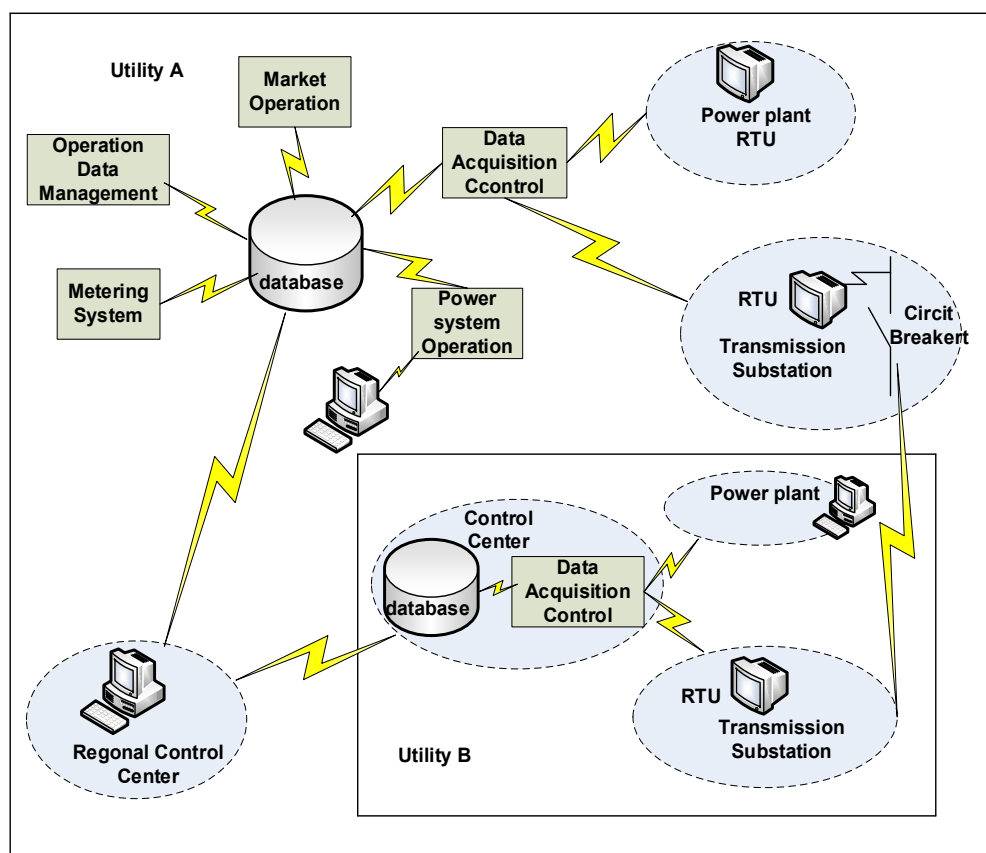 Utility A
Market
Operation
Operation
Data
Management
Metering
System
database
Data
Acquisition
Ccontrol
Power
system
Operation
Power plant
RTU
RTU
Transmission
Substation
Circit
Breakert
Control
Center
database
Data
Acquisition
Control
Power plant
RTU
Transmission
Substation
Utility B
Regonal Control
Center